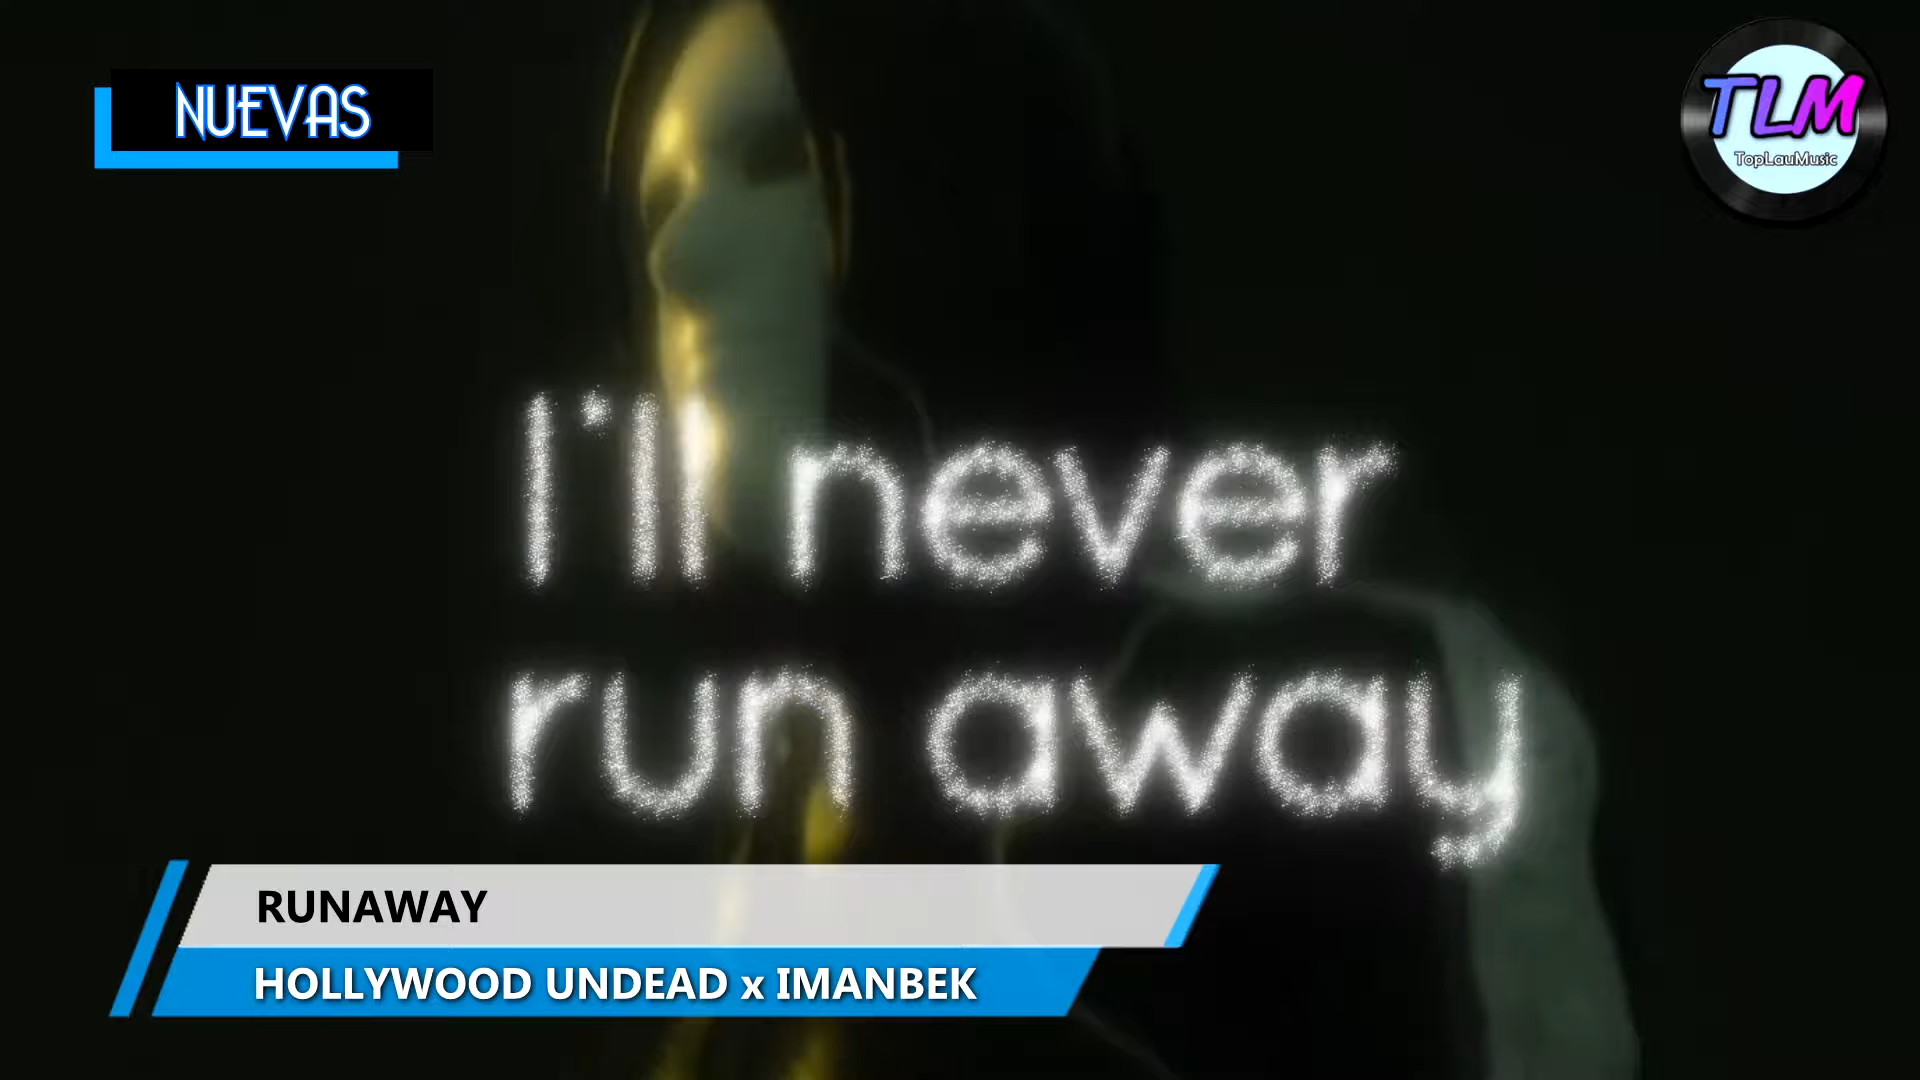 NUEVAS
TLM
TopLauMusic
I'll never
run away
RUNAWAY
HOLLYWOOD UNDEAD x IMANBEK